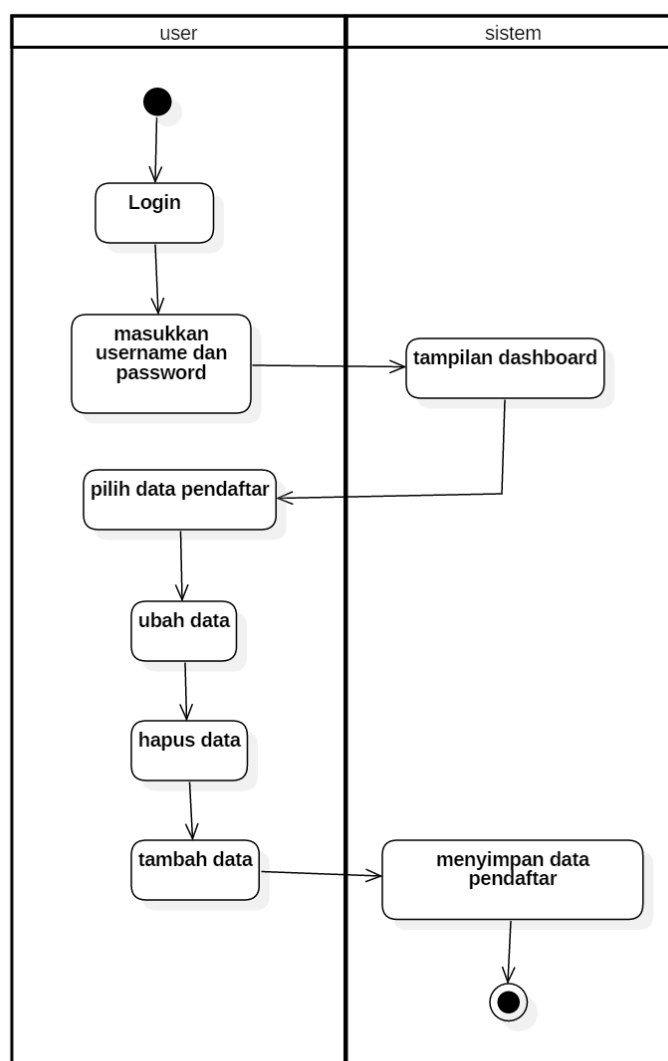 user
sistem
Login
masukkan
username dan
password
tampilan dashboard
pilih data pendaftar
ubah data
hapus data
tambah data
menyimpan data
pendaftar